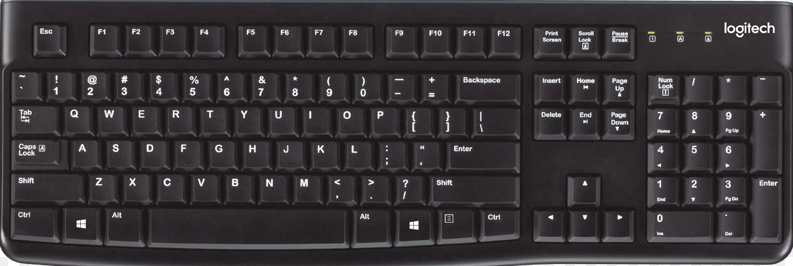 Esc F1 F2 F3 F4 F5 F6 F7 F8 F9 F10 F11 F12 Print Screen Scroll Lock Pause Break logitech
~ ` ! 1 @ 2 # 3 $ 4 % 5 ^ 6 & 7 * 8 ( 9 ) 0 — - + = Backspace Insert Home Page Up Num Lock / * -
Tab Q W E R T Y U I O P { [ } ] | \ Delete End Page Down 7 Home 8 9 Pg Up +
Caps Lock A S D F G H J K L : ; " ' Enter 4 5 6
Shift Z X C V B N M < , > . ? / Shift 1 End 2 3 Pg Dn Enter
Ctrl Alt Alt Ctrl 0 Ins . Del